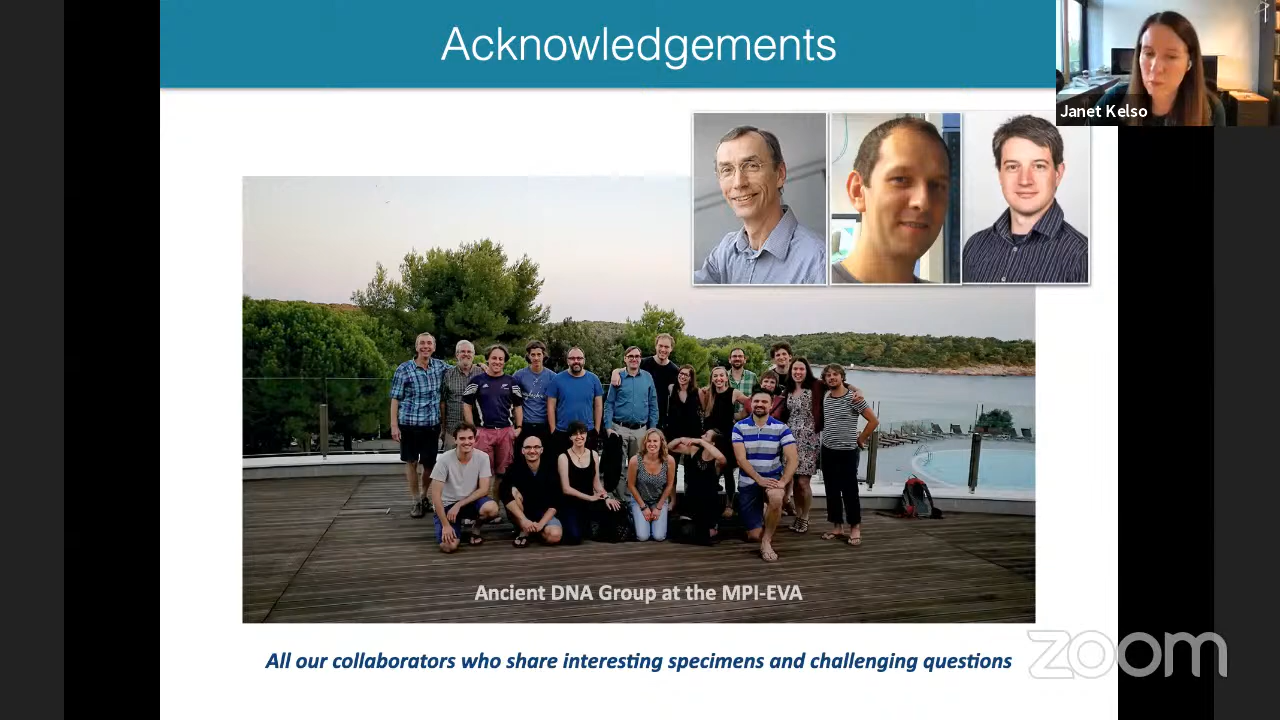 Acknowledgements
Janet Kelso
Ancient DNA Group at the MPI-EVA
All our collaborators who share interesting specimens and challenging questions
zoom